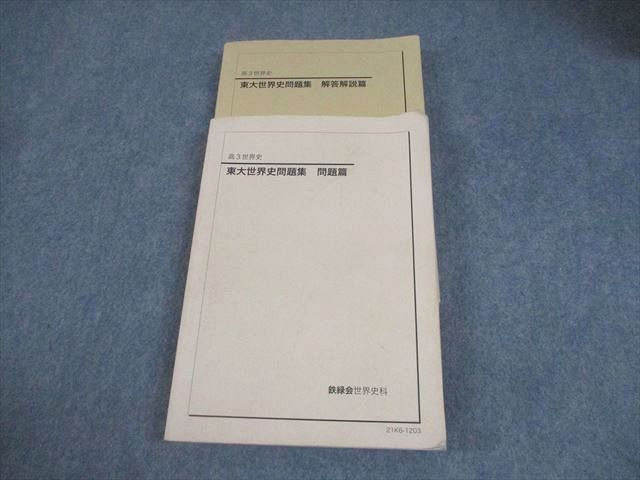 高3世界史
東大世界史問題集 解答解説篇
高3世界史
東大世界史問題集 問題篇
鉄緑会世界史科
21K6-1203